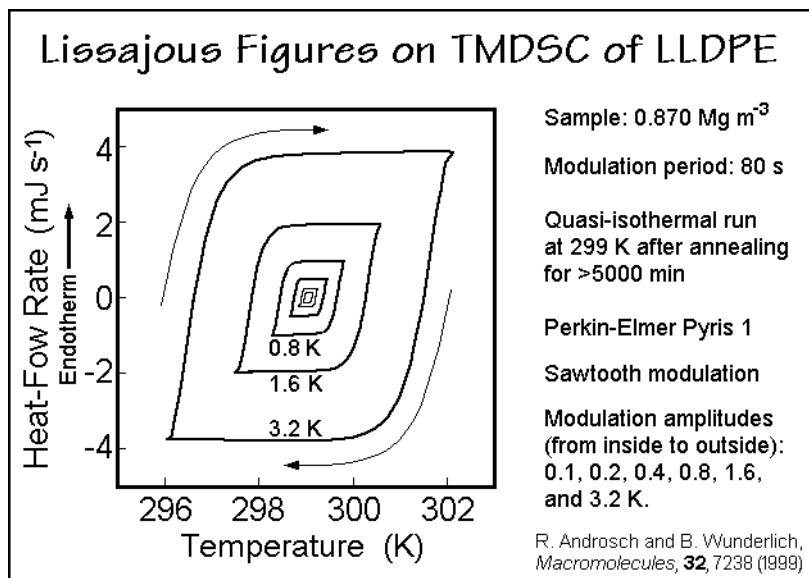 Lissajous Figures on TMDSC of LLDPE
Heat-Fow Rate (mJ s⁻¹)
Endotherm
4
2
0
-2
-4
0.8 K
1.6 K
3.2 K
296
298
300
302
Temperature (K)
Sample: 0.870 Mg m⁻³
Modulation period: 80 s
Quasi-isothermal run
at 299 K after annealing
for >5000 min
Perkin-Elmer Pyris 1
Sawtooth modulation
Modulation amplitudes
(from inside to outside):
0.1, 0.2, 0.4, 0.8, 1.6,
and 3.2 K.
R. Androsch and B. Wunderlich,
Macromolecules, 32, 7238 (1999)